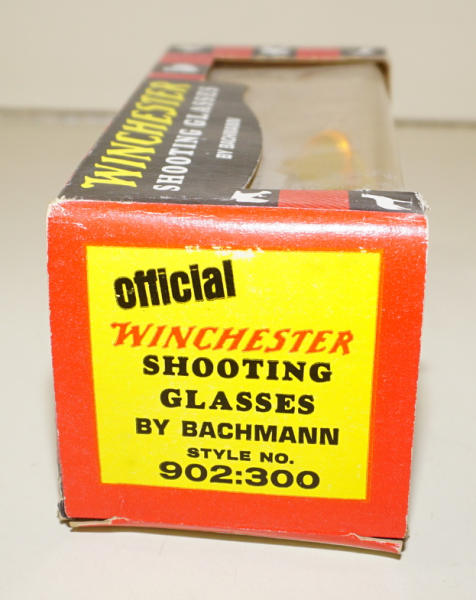 WINCHESTER
SHOOTING GLASSES
BY BACHMANN
official
WINCHESTER
SHOOTING
GLASSES
BY BACHMANN
STYLE NO.
902:300